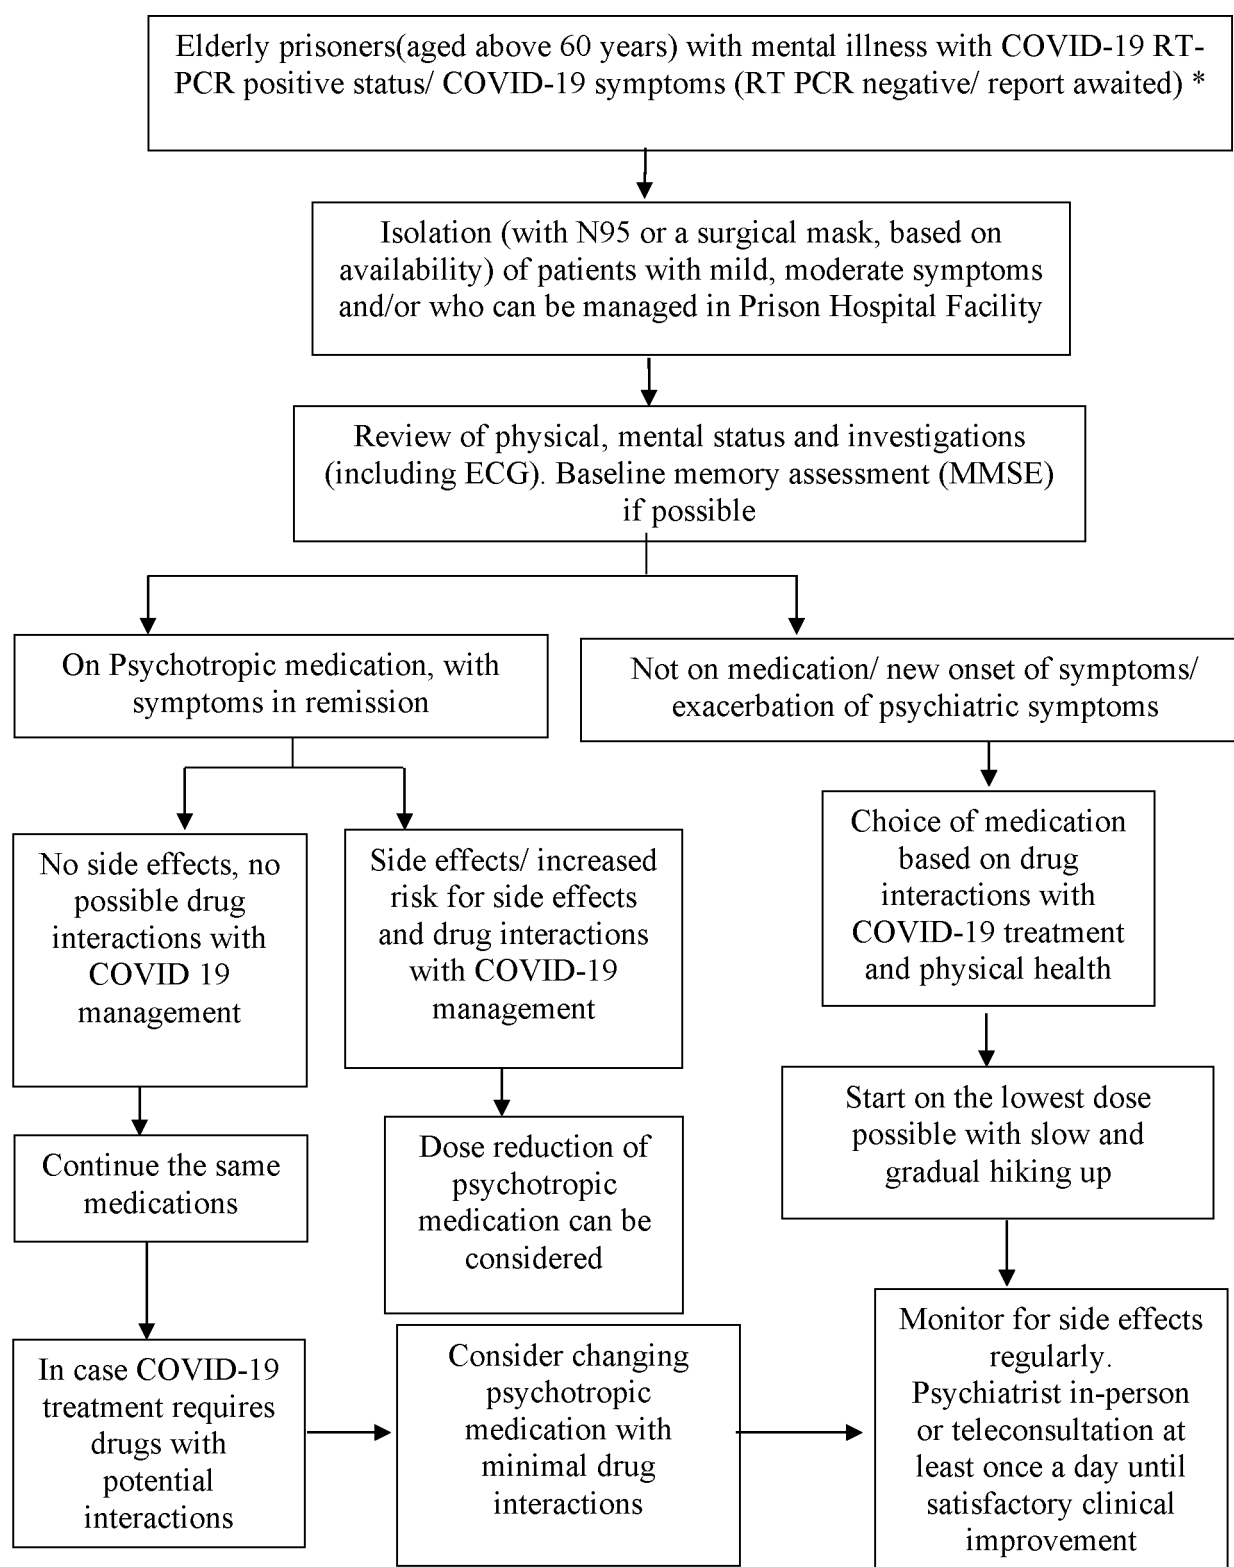 Elderly prisoners(aged above 60 years) with mental illness with COVID-19 RT-
PCR positive status/ COVID-19 symptoms (RT PCR negative/ report awaited) *
Isolation (with N95 or a surgical mask, based on
availability) of patients with mild, moderate symptoms
and/or who can be managed in Prison Hospital Facility
Review of physical, mental status and investigations
(including ECG). Baseline memory assessment (MMSE)
if possible
On Psychotropic medication, with
symptoms in remission
Not on medication/ new onset of symptoms/
exacerbation of psychiatric symptoms
No side effects, no
possible drug
interactions with
COVID 19
management
Side effects/ increased
risk for side effects
and drug interactions
with COVID-19
management
Choice of medication
based on drug
interactions with
COVID-19 treatment
and physical health
Continue the same
medications
Dose reduction of
psychotropic
medication can be
considered
Start on the lowest dose
possible with slow and
gradual hiking up
In case COVID-19
treatment requires
drugs with
potential
interactions
Consider changing
psychotropic
medication with
minimal drug
interactions
Monitor for side effects
regularly.
Psychiatrist in-person
or teleconsultation at
least once a day until
satisfactory clinical
improvement